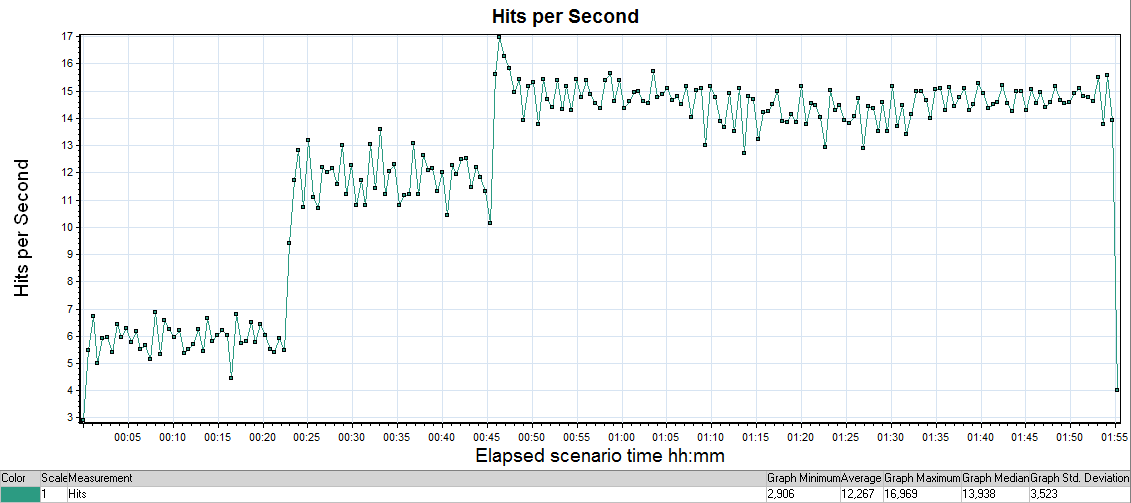 Hits per Second
Hits per Second
17
16
15
14
13
12
11
10
9
8
7
6
5
4
3
00:05 00:10 00:15 00:20 00:25 00:30 00:35 00:40 00:45 00:50 00:55 01:00 01:05 01:10 01:15 01:20 01:25 01:30 01:35 01:40 01:45 01:50 01:55
Elapsed scenario time hh:mm
Color Scale Measurement Graph Minimum Average Graph Maximum Graph Median Graph Std. Deviation
1 Hits 2,906 12,267 16,969 13,938 3,523